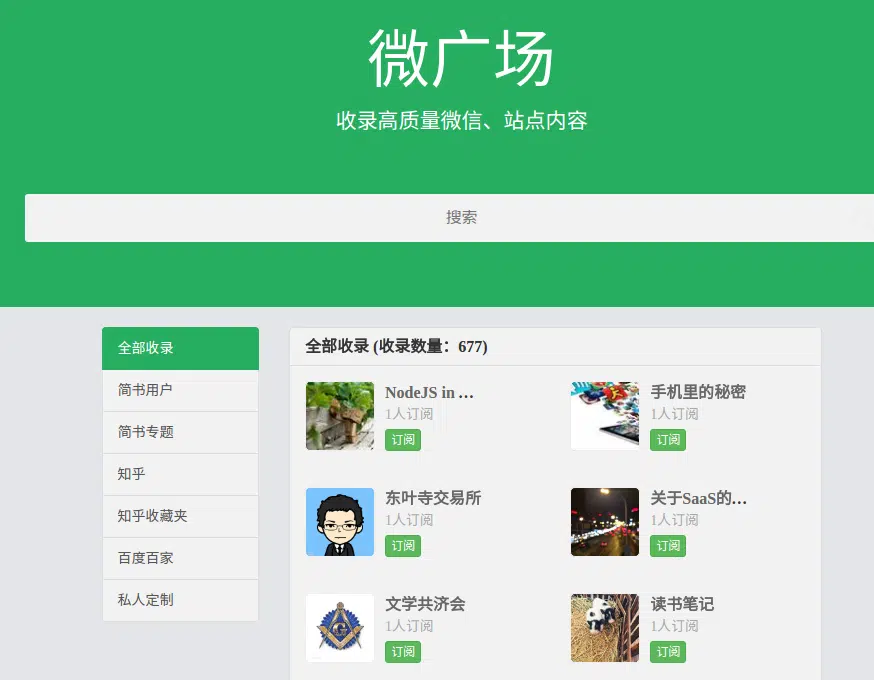 微广场
收录高质量微信、站点内容
搜索
全部收录
简书用户
简书专题
知乎
知乎收藏夹
百度百家
私人定制
全部收录 (收录数量：677)
NodeJS in …
1人订阅
订阅
手机里的秘密
1人订阅
订阅
东叶寺交易所
1人订阅
订阅
关于SaaS的…
1人订阅
订阅
文学共济会
1人订阅
订阅
读书笔记
1人订阅
订阅